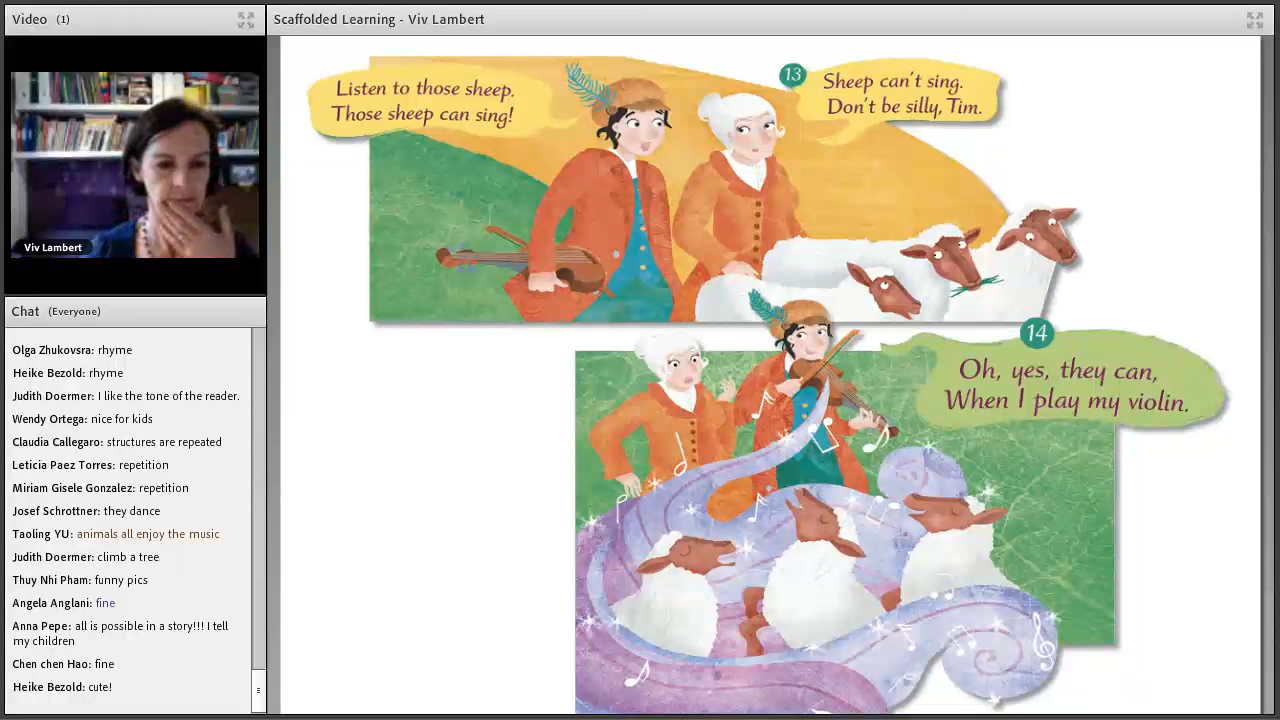 Video (1)
Scaffolded Learning - Viv Lambert
Viv Lambert
Chat (Everyone)
Olga Zhukovsra: rhyme
Heike Bezold: rhyme
Judith Doermer: I like the tone of the reader.
Wendy Ortega: nice for kids
Claudia Callegaro: structures are repeated
Leticia Paez Torres: repetition
Miriam Gisele Gonzalez: repetition
Josef Schrottner: they dance
Taoling YU: animals all enjoy the music
Judith Doermer: climb a tree
Thuy Nhi Pham: funny pics
Angela Anglani: fine
Anna Pepe: all is possible in a story!!! I tell
my children
Chen chen Hao: fine
Heike Bezold: cute!
Listen to those sheep.
Those sheep can sing!
13
Sheep can't sing.
Don't be silly, Tim.
14
Oh, yes, they can,
When I play my violin.